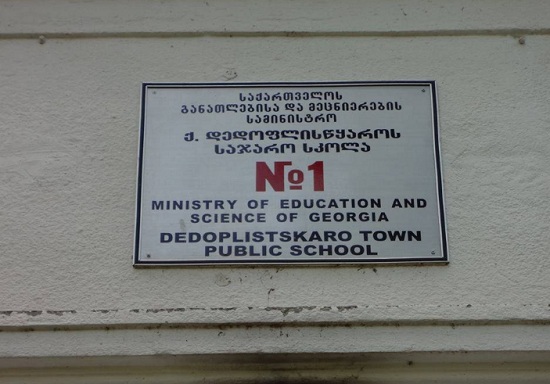 საქართველოს
განათლებისა და მეცნიერების
სამინისტრო
ქ. დედოფლისწყაროს
საჯარო სკოლა
№1
MINISTRY OF EDUCATION AND
SCIENCE OF GEORGIA
DEDOPLISTSKARO TOWN
PUBLIC SCHOOL